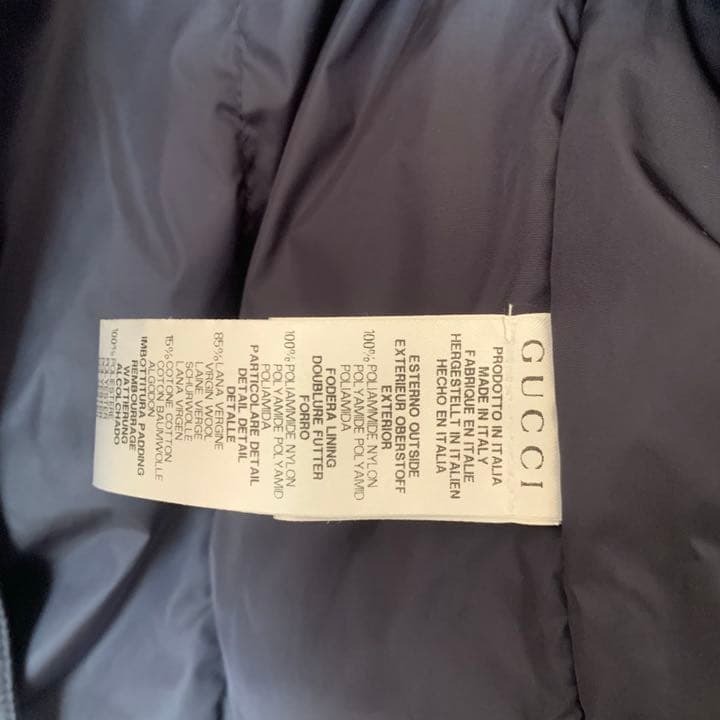 GUCCI
PRODOTTO IN ITALIA
MADE IN ITALY
FABRIQUE EN ITALIE
HERGESTELLT IN ITALIEN
HECHO EN ITALIA
ESTERNO OUTSIDE
EXTERIEUR OBERSTOFF
EXTERIOR
100% POLIAMMIDE NYLON
POLYAMIDE POLYAMID
POLIAMIDA
FODERA LINING
DOUBLURE FUTTER
FORRO
100% POLIAMMIDE NYLON
POLYAMIDE POLYAMID
POLIAMIDA
PARTICOLARE DETAIL
DETAIL DETAIL
DETALLE
85% LANA VERGINE
VIRGIN WOOL
LAINE VIERGE
SCHURWOLLE
LANA VIRGEN
15% COTONE COTTON
COTON BAUMWOLLE
ALGODON
IMBOTTITURA PADDING
REMBOURRAGE
WATTIERUNG
ALCOLCHADO
100%